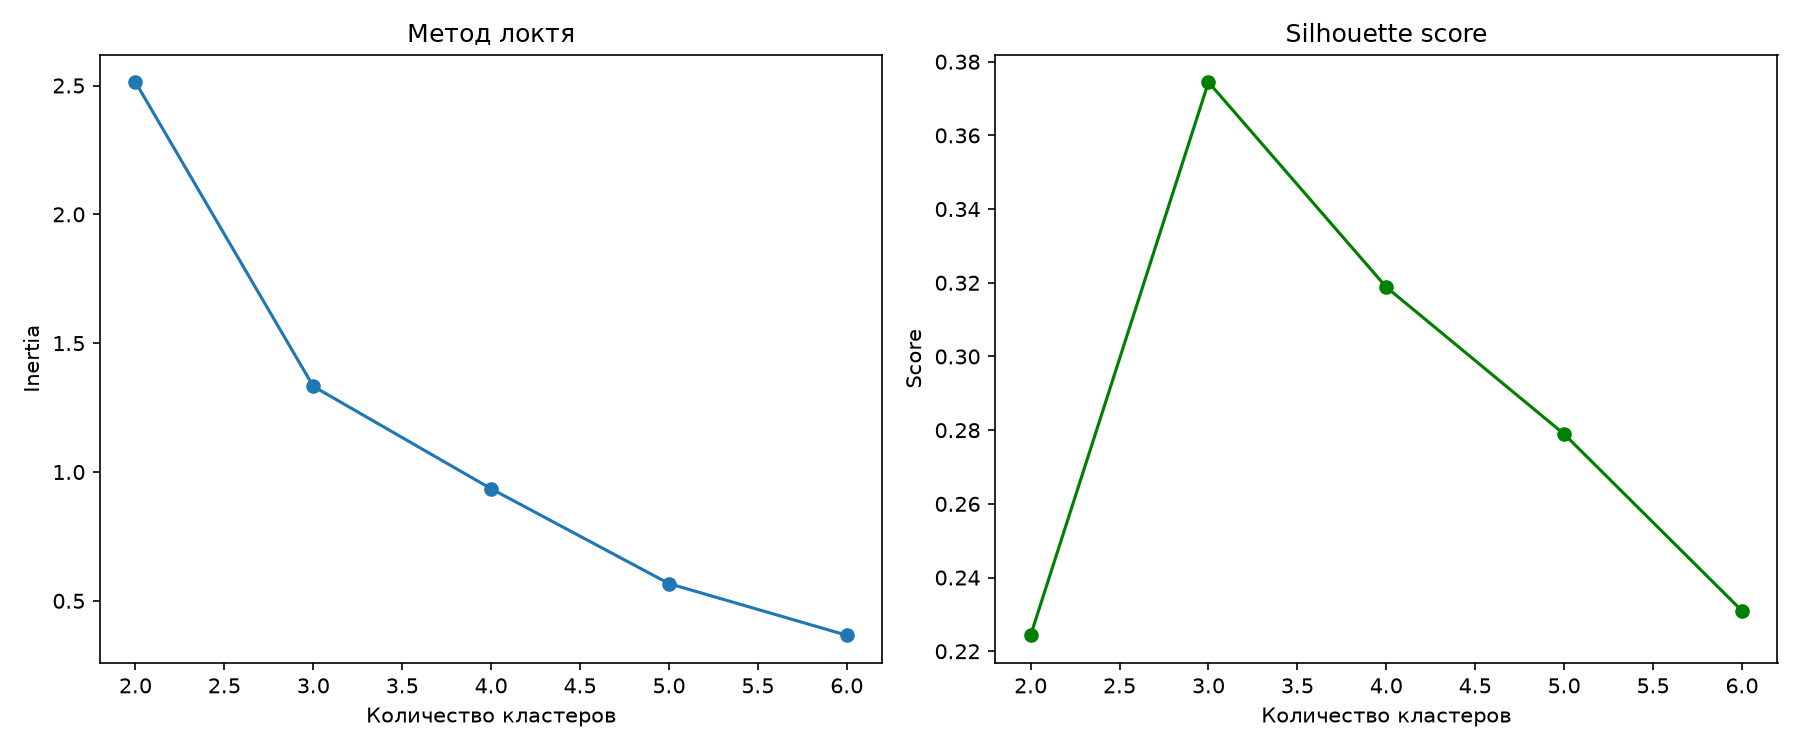 Метод локтя
2.5
2.0
1.5
1.0
0.5
Inertia
2.0 2.5 3.0 3.5 4.0 4.5 5.0 5.5 6.0
Количество кластеров
Silhouette score
0.38
0.36
0.34
0.32
0.30
0.28
0.26
0.24
0.22
Score
2.0 2.5 3.0 3.5 4.0 4.5 5.0 5.5 6.0
Количество кластеров